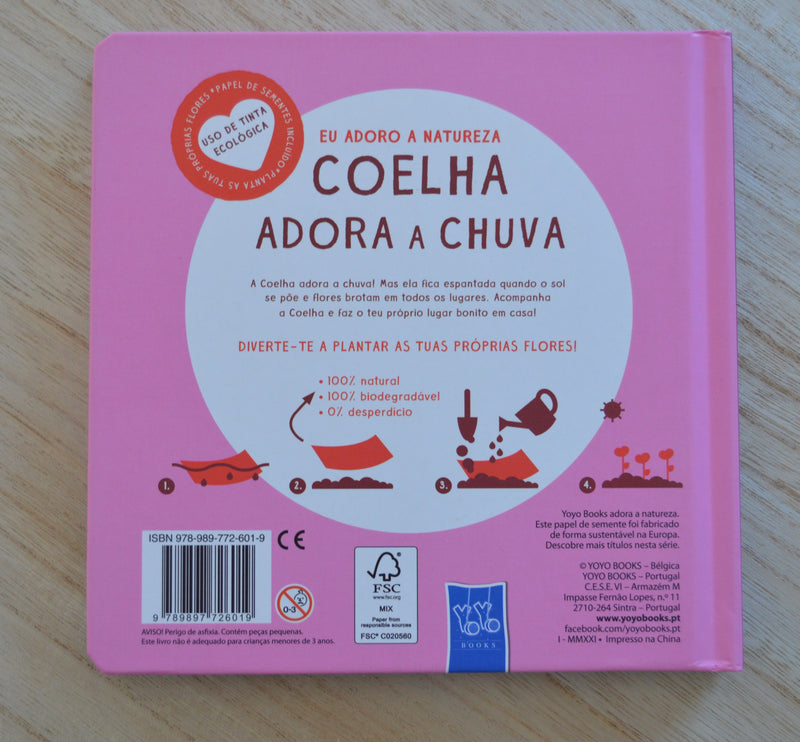 PAPEL DE SEMENTES INCLUÍDO • PLANTA AS TUAS PRÓPRIAS FLORES •
USO DE TINTA
ECOLÓGICA
EU ADORO A NATUREZA
COELHA
ADORA A CHUVA
A Coelha adora a chuva! Mas ela fica espantada quando o sol
se põe e flores brotam em todos os lugares. Acompanha
a Coelha e faz o teu próprio lugar bonito em casa!
DIVERTE-TE A PLANTAR AS TUAS PRÓPRIAS FLORES!
• 100% natural
• 100% biodegradável
• 0% desperdício
1.
2.
3.
4.
Yoyo Books adora a natureza.
Este papel de semente foi fabricado
de forma sustentável na Europa.
Descobre mais títulos nesta série.
ISBN 978-989-772-601-9
9 789897 726019
CE
0-3
AVISO! Perigo de asfixia. Contém peças pequenas.
Este livro não é adequado para crianças menores de 3 anos.
FSC
www.fsc.org
MIX
Paper from
responsible sources
FSC® C020560
YOYO
BOOKS
© YOYO BOOKS – Bélgica
YOYO BOOKS – Portugal
C.E.S.E. VI – Armazém M
Impasse Fernão Lopes, n.º 11
2710-264 Sintra – Portugal
www.yoyobooks.pt
facebook.com/yoyobooks.pt
I - MMXXI • Impresso na China